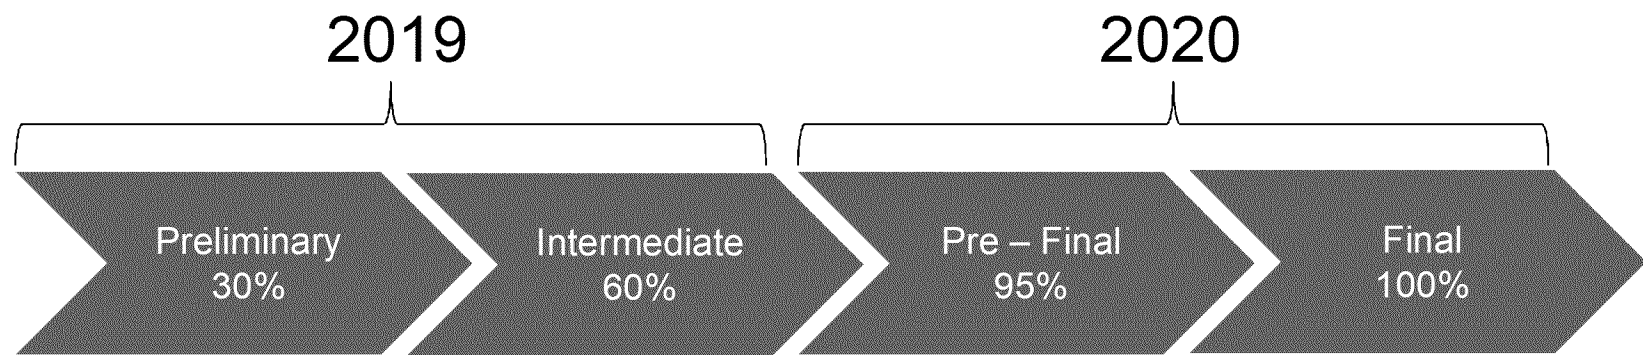 2019
2020
Preliminary
30%
Intermediate
60%
Pre – Final
95%
Final
100%